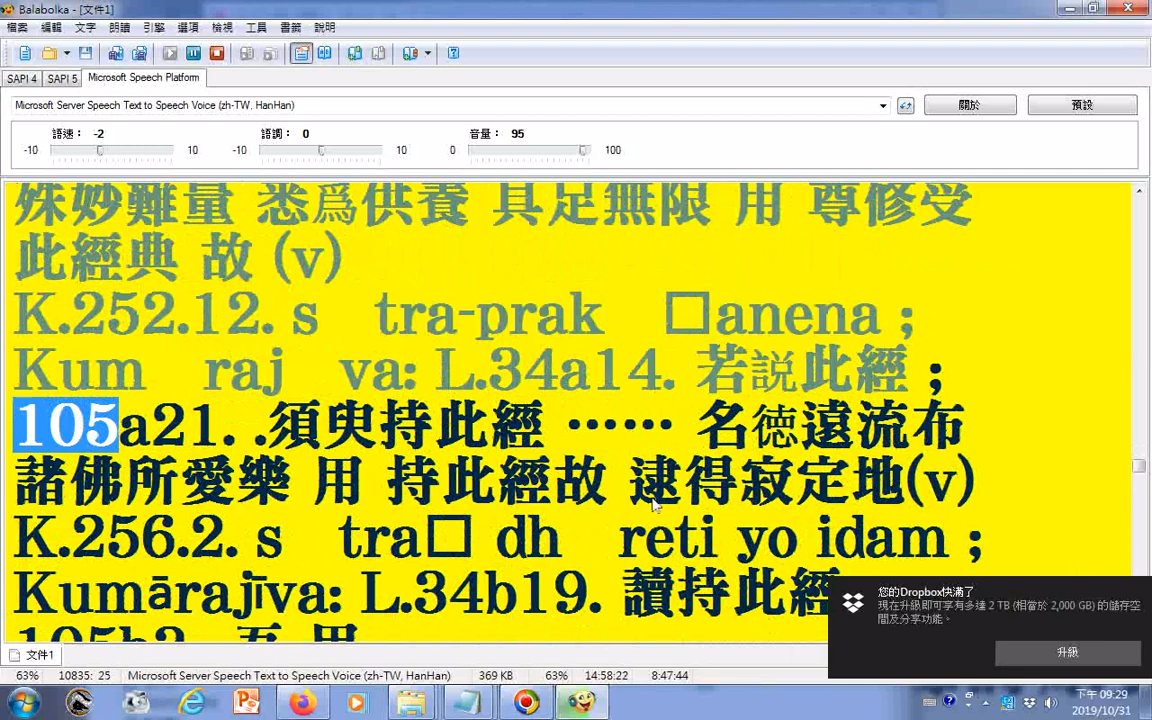 Balabolka - [文件1]
檔案 編輯 文字 朗讀 引擎 選項 檢視 工具 書籤 說明
SAPI 4 SAPI 5 Microsoft Speech Platform
Microsoft Server Speech Text to Speech Voice (zh-TW, HanHan) 關於 預設
語速： -2 語調： 0 音量： 95
-10 10 -10 10 0 100
殊妙難量 悉爲供養 具足無限 用 尊修受
此經典 故 (v)
K.252.12. s tra-prak □anena ;
Kum raj va: L.34a14. 若説此經 ;
105a21. .須臾持此經 …… 名德遠流布
諸佛所愛樂 用 持此經故 逮得寂定地(v)
K.256.2. s tra□ dh reti yo idam ;
Kumārajīva: L.34b19. 讀持此經
105b2.
您的Dropbox快滿了
現在升級即可享有多達 2 TB (相當於 2,000 GB) 的儲存空
間及分享功能。
升級
文件1
63% 10835: 25 Microsoft Server Speech Text to Speech Voice (zh-TW, HanHan) 369 KB 63% 14:58:22 8:47:44
下午 09:29
2019/10/31